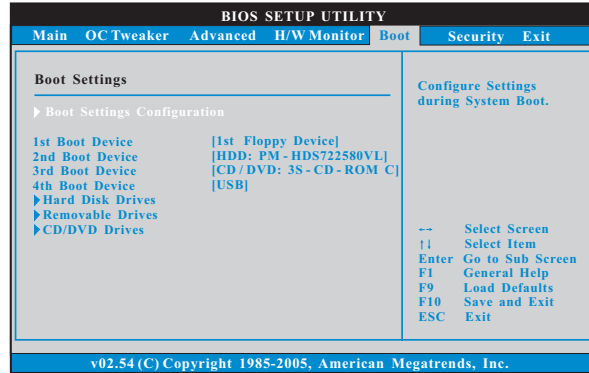 BIOS SETUP UTILITY
Main OC Tweaker Advanced H/W Monitor Boot Security Exit
Boot Settings
Boot Settings Configuration
1st Boot Device [1st Floppy Device]
2nd Boot Device [HDD: PM - HDS722580VL]
3rd Boot Device [CD / DVD: 3S - CD - ROM C]
4th Boot Device [USB]
Hard Disk Drives
Removable Drives
CD/DVD Drives
Configure Settings
during System Boot.
←→ Select Screen
↑↓ Select Item
Enter Go to Sub Screen
F1 General Help
F9 Load Defaults
F10 Save and Exit
ESC Exit
v02.54 (C) Copyright 1985-2005, American Megatrends, Inc.